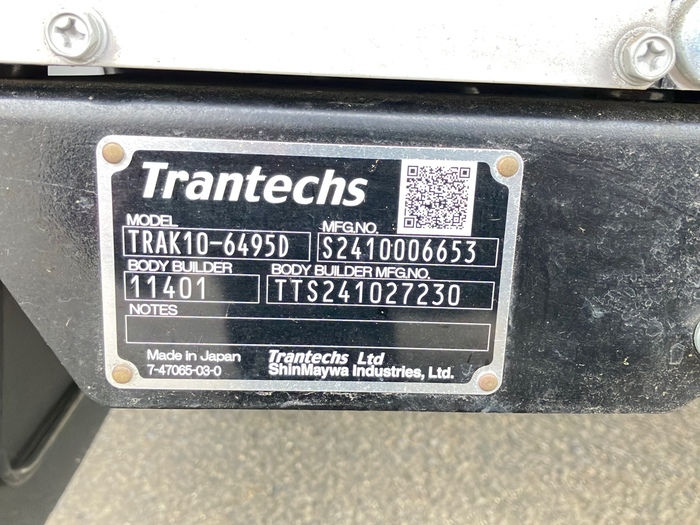 Trantechs
MODEL MFG.NO.
TRAK10-6495D S2410006653
BODY BUILDER BODY BUILDER MFG.NO.
11401 TTS241027230
NOTES
Made in Japan Trantechs Ltd
7-47065-03-0 ShinMaywa Industries, Ltd.